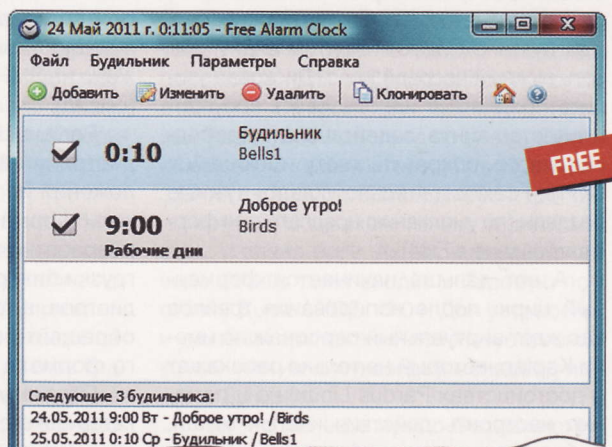 24 Май 2011 г. 0:11:05 - Free Alarm Clock
Файл Будильник Параметры Справка
Добавить Изменить Удалить Клонировать
0:10 Будильник
Bells1
FREE
9:00 Доброе утро!
Birds
Рабочие дни
Следующие 3 будильника:
24.05.2011 9:00 Вт - Доброе утро! / Birds
25.05.2011 0:10 Ср - Будильник / Bells1